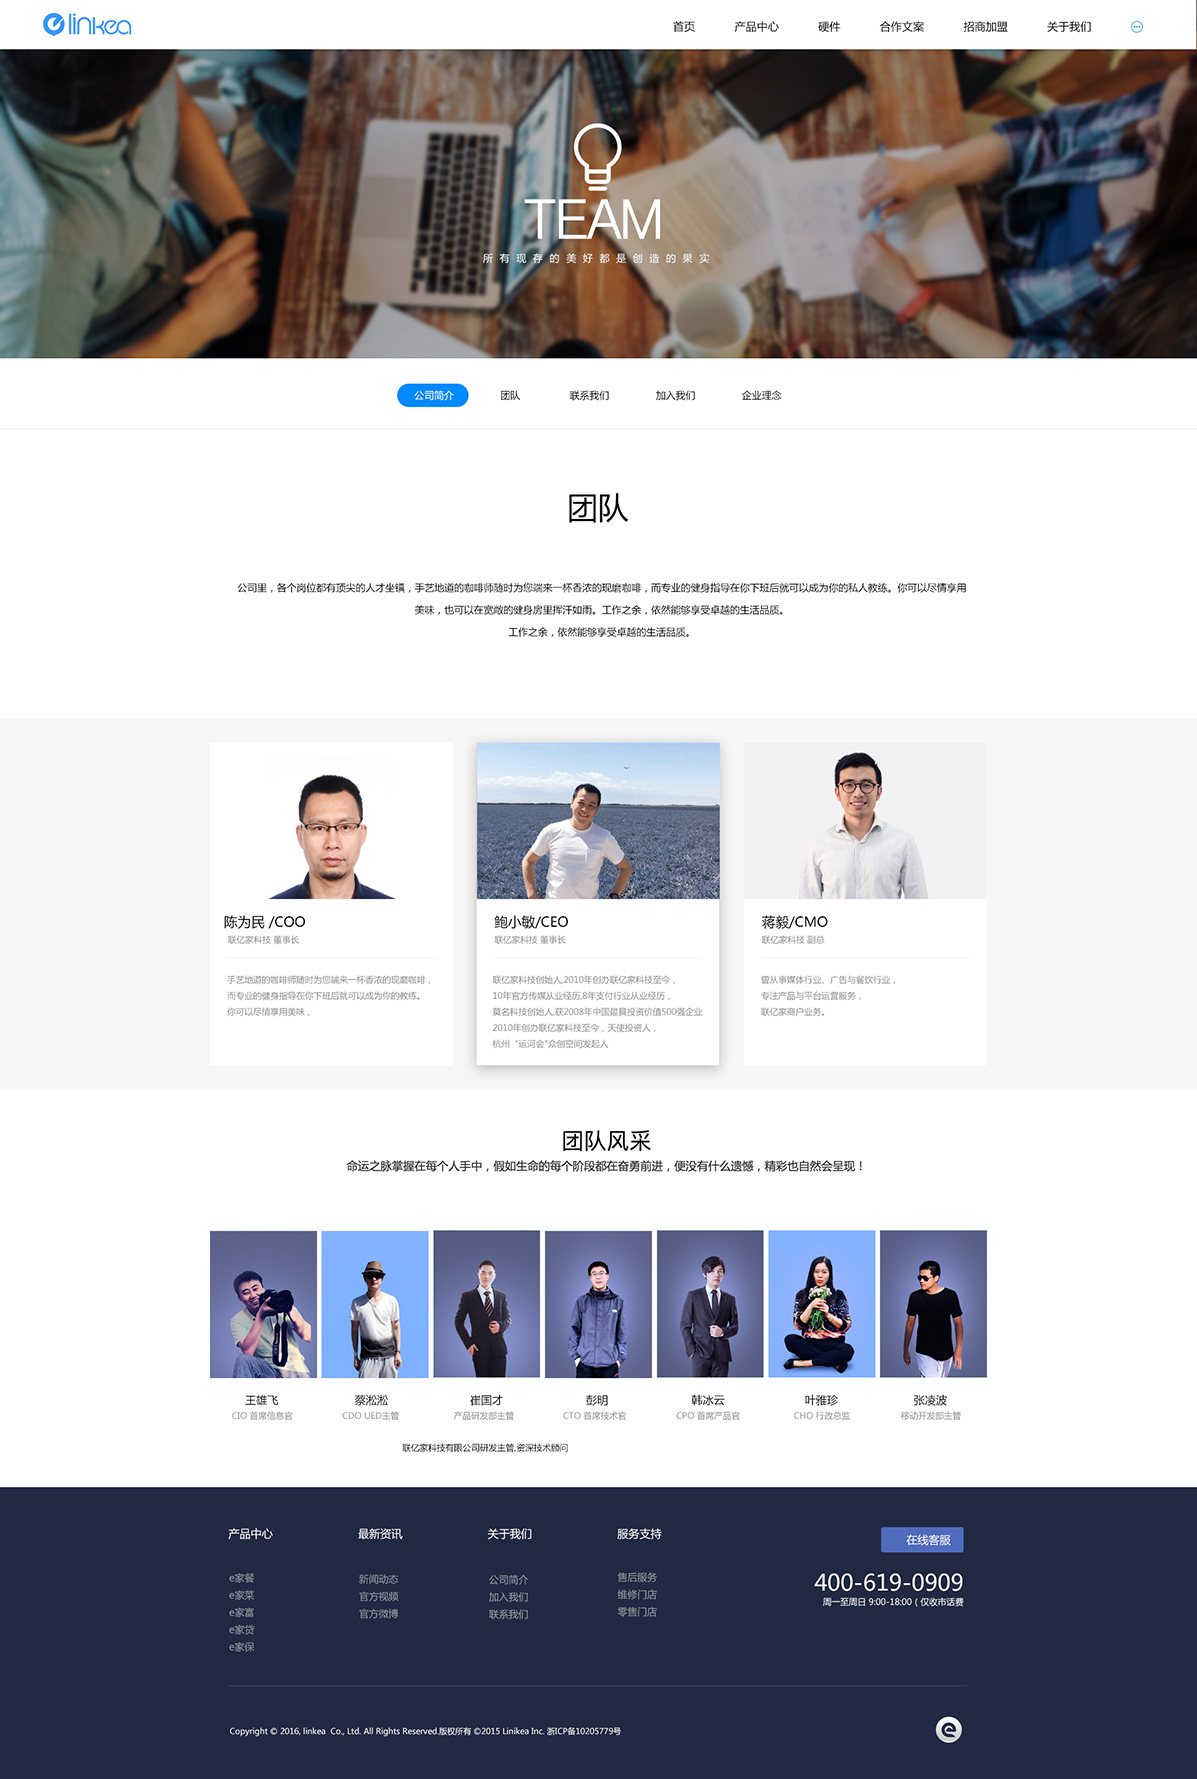 elinkea
首页 产品中心 硬件 合作文案 招商加盟 关于我们
TEAM
所有现存的美好都是创造的果实
公司简介 团队 联系我们 加入我们 企业理念
团队
公司里，各个岗位都有顶尖的人才坐镇，手艺地道的咖啡师随时为您端来一杯香浓的现磨咖啡，而专业的健身指导在你下班后就可以成为你的私人教练。你可以尽情享用
美味，也可以在宽敞的健身房里挥汗如雨。工作之余，依然能够享受卓越的生活品质。
工作之余，依然能够享受卓越的生活品质。
陈为民 /COO
联亿家科技 董事长
手艺地道的咖啡师随时为您端来一杯香浓的现磨咖啡，
而专业的健身指导在你下班后就可以成为你的教练。
你可以尽情享用美味，
鲍小敏/CEO
联亿家科技 董事长
联亿家科技创始人,2010年创办联亿家科技至今，
10年官方传媒从业经历,8年支付行业从业经历，
莫名科技创始人,获2008年中国最具投资价值500强企业
2010年创办联亿家科技至今，天使投资人，
杭州 “运河会”众创空间发起人
蒋毅/CMO
联亿家科技 副总
曾从事媒体行业、广告与餐饮行业，
专注产品与平台运营服务，
联亿家商户业务。
团队风采
命运之脉掌握在每个人手中，假如生命的每个阶段都在奋勇前进，便没有什么遗憾，精彩也自然会呈现！
王雄飞 蔡淞淞 崔国才 彭明 韩冰云 叶雅珍 张凌波
CIO 首席信息官 CDO UED主管 产品研发部主管 CTO 首席技术官 CPO 首席产品官 CHO 行政总监 移动开发部主管
联亿家科技有限公司研发主管,资深技术顾问
产品中心
e家餐
e家菜
e家富
e家贷
e家保
最新资讯
新闻动态
官方视频
官方微博
关于我们
公司简介
加入我们
联系我们
服务支持
售后服务
维修门店
零售门店
在线客服
400-619-0909
周一至周日 9:00-18:00（仅收市话费
Copyright © 2016, linkea Co., Ltd. All Rights Reserved.版权所有 ©2015 Linikea Inc. 浙ICP备10205779号